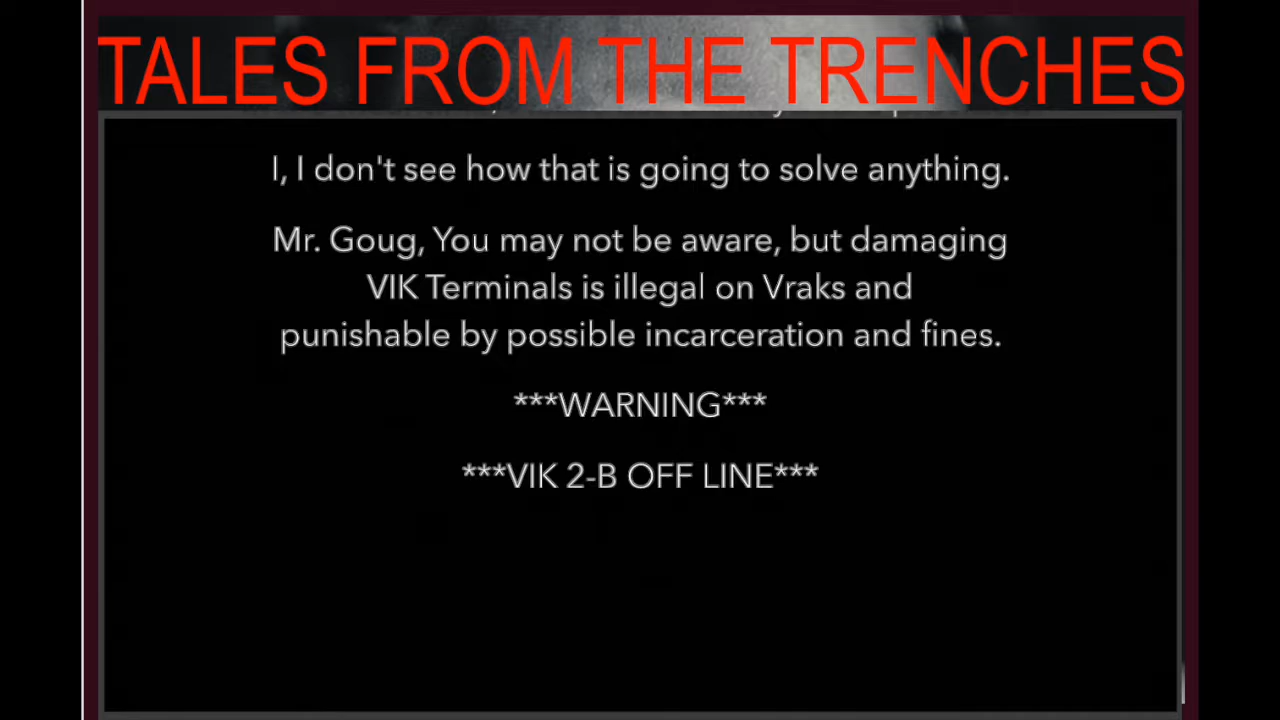 TALES FROM THE TRENCHES
I, I don't see how that is going to solve anything.
Mr. Goug, You may not be aware, but damaging
VIK Terminals is illegal on Vraks and
punishable by possible incarceration and fines.
***WARNING***
***VIK 2-B OFF LINE***